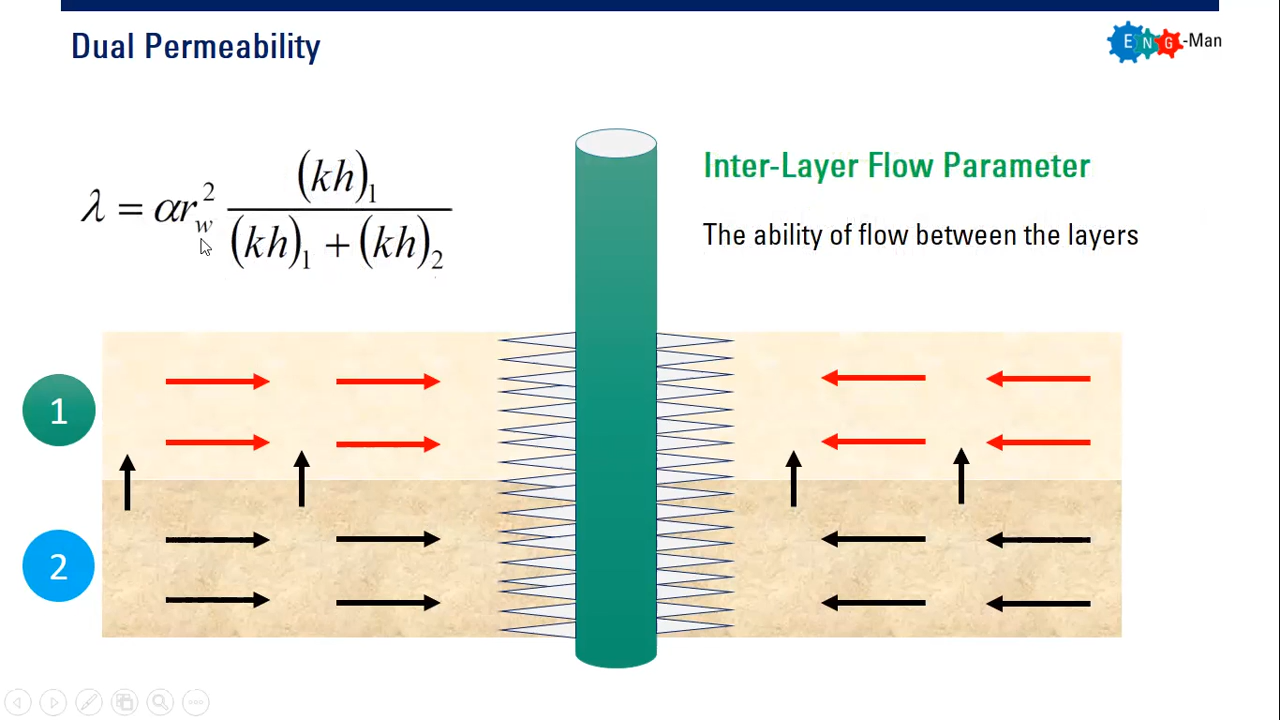 Dual Permeability
ENG-Man
λ = αr_w^2 (kh)_1 / ((kh)_1 + (kh)_2)
Inter-Layer Flow Parameter
The ability of flow between the layers
1
2